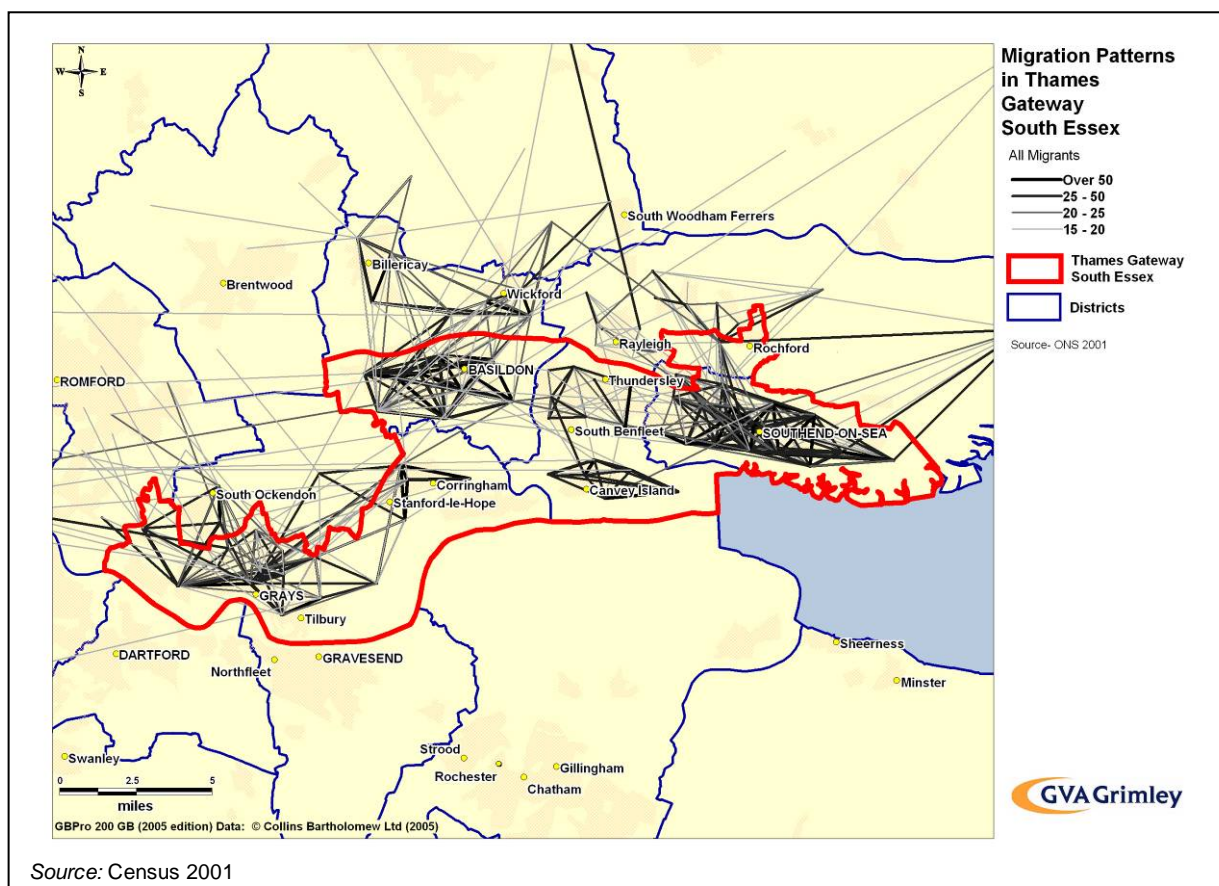 N
W E
S
Migration Patterns
in Thames
Gateway
South Essex
All Migrants
Over 50
25 - 50
20 - 25
15 - 20
Thames Gateway
South Essex
Districts
Source- ONS 2001
South Woodham Ferrers
Billericay
Brentwood
Wickford
Rayleigh
Rochford
BASILDON
ROMFORD
Thundersley
South Benfleet
SOUTHEND-ON-SEA
Corringham
Canvey Island
South Ockendon
Stanford-le-Hope
GRAYS
Tilbury
DARTFORD
Northfleet
GRAVESEND
Sheerness
Minster
Swanley
Strood
Rochester
Gillingham
Chatham
0 2.5 5
miles
GBPro 200 GB (2005 edition) Data: © Collins Bartholomew Ltd (2005)
GVA Grimley
Source: Census 2001